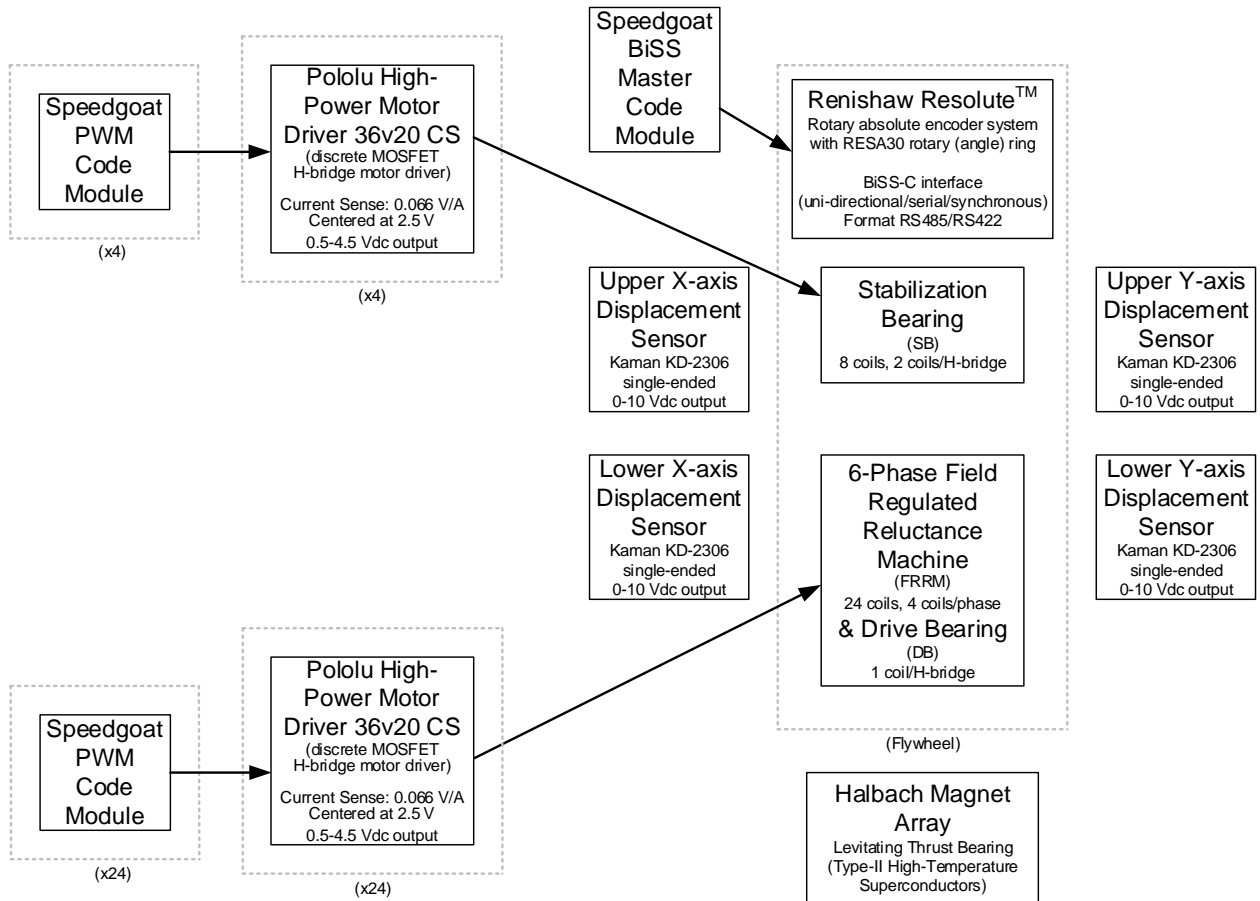 Speedgoat
PWM
Code
Module
(x4)
Pololu High-
Power Motor
Driver 36v20 CS
(discrete MOSFET
H-bridge motor driver)
Current Sense: 0.066 V/A
Centered at 2.5 V
0.5-4.5 Vdc output
(x4)
Speedgoat
BiSS
Master
Code
Module
Renishaw Resolute™
Rotary absolute encoder system
with RESA30 rotary (angle) ring
BiSS-C interface
(uni-directional/serial/synchronous)
Format RS485/RS422
Upper X-axis
Displacement
Sensor
Kaman KD-2306
single-ended
0-10 Vdc output
Stabilization
Bearing
(SB)
8 coils, 2 coils/H-bridge
Upper Y-axis
Displacement
Sensor
Kaman KD-2306
single-ended
0-10 Vdc output
Lower X-axis
Displacement
Sensor
Kaman KD-2306
single-ended
0-10 Vdc output
6-Phase Field
Regulated
Reluctance
Machine
(FRRM)
24 coils, 4 coils/phase
& Drive Bearing
(DB)
1 coil/H-bridge
Lower Y-axis
Displacement
Sensor
Kaman KD-2306
single-ended
0-10 Vdc output
(Flywheel)
Speedgoat
PWM
Code
Module
(x24)
Pololu High-
Power Motor
Driver 36v20 CS
(discrete MOSFET
H-bridge motor driver)
Current Sense: 0.066 V/A
Centered at 2.5 V
0.5-4.5 Vdc output
(x24)
Halbach Magnet
Array
Levitating Thrust Bearing
(Type-II High-Temperature
Superconductors)